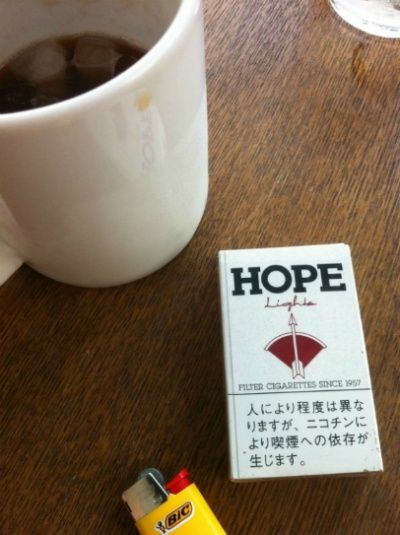 HOPE
Lights
FILTER CIGARETTES SINCE 1957
人により程度は異な
りますが、ニコチンに
より喫煙への依存が
生じます。
BIC